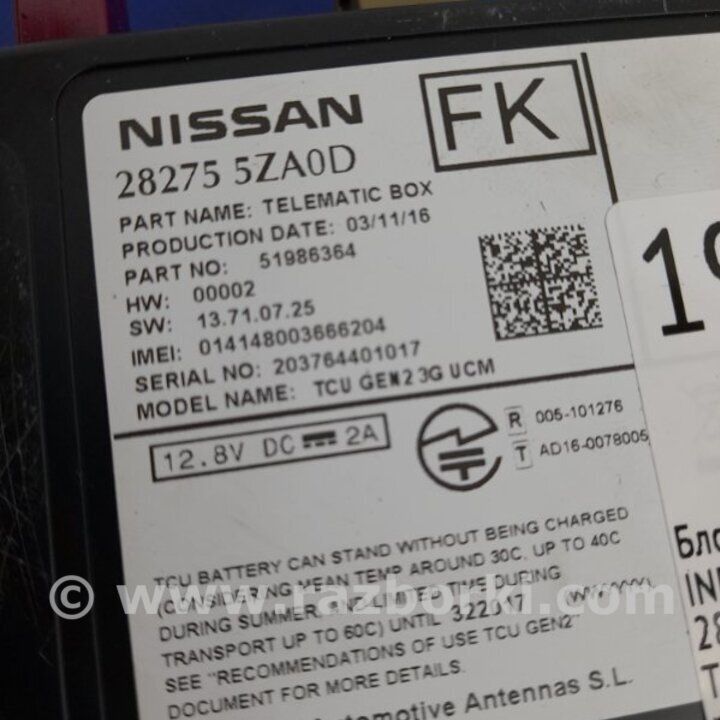 NISSAN
FK
28275 5ZA0D
PART NAME: TELEMATIC BOX
PRODUCTION DATE: 03/11/16
PART NO: 51986364
HW: 00002
SW: 13.71.07.25
IMEI: 014148003666204
SERIAL NO: 203764401017
MODEL NAME: TCU GEN2 3G UCM
12.8V DC 2A
R 005-101276
T AD16-0078005
TCU BATTERY CAN STAND WITHOUT BEING CHARGED
(CONSIDERING MEAN TEMP AROUND 30C, UP TO 40C
DURING SUMMER, INCL LIMITED TIME DURING
TRANSPORT UP TO 60C) UNTIL 322017 (WWYYYY).
SEE "RECOMMENDATIONS OF USE TCU GEN2"
DOCUMENT FOR MORE DETAILS.
Automotive Antennas S.L.
© www.razborki.com
28